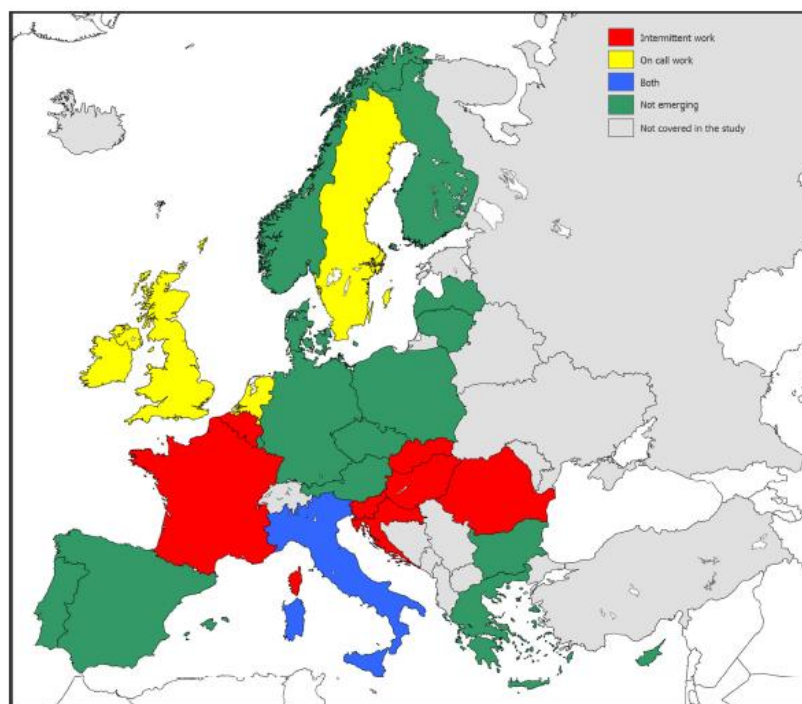 Intermittent work
On call work
Both
Not emerging
Not covered in the study